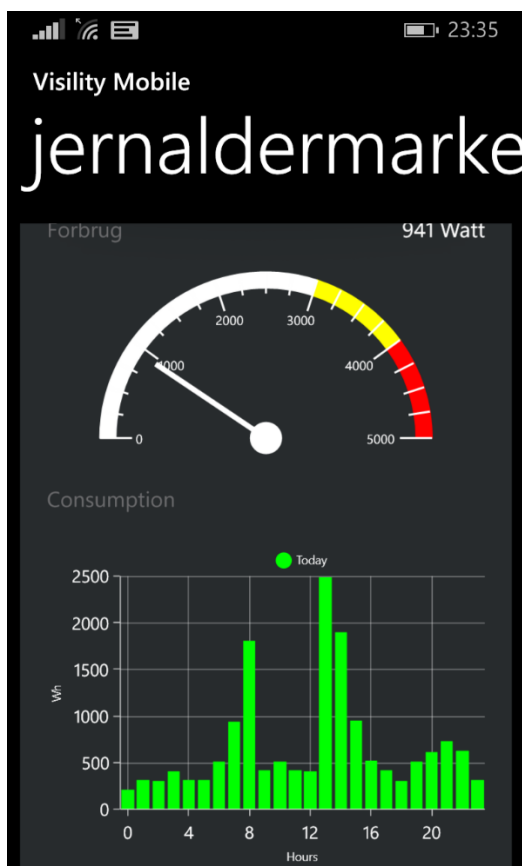 23:35
Visility Mobile
jernaldermarke
Forbrug 941 Watt
0 1000 2000 3000 4000 5000
Consumption
Today
2500
2000
1500
1000
500
0
Wh
0 4 8 12 16 20
Hours